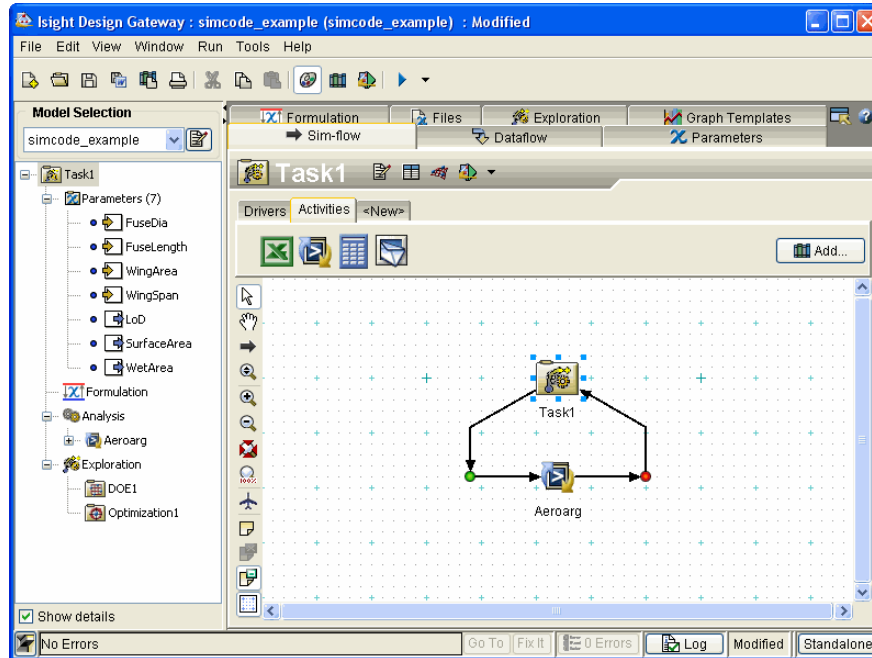 Isight Design Gateway : simcode_example (simcode_example) : Modified
File Edit View Window Run Tools Help
Model Selection
simcode_example
Task1
Parameters (7)
FuseDia
FuseLength
WingArea
WingSpan
LoD
SurfaceArea
WetArea
Formulation
Analysis
Aeroarg
Exploration
DOE1
Optimization1
Show details
Formulation Files Exploration Graph Templates
Sim-flow Dataflow Parameters
Task1
Drivers Activities <New>
Add...
100%
Task1
Aeroarg
No Errors Go To Fix It 0 Errors Log Modified Standalone